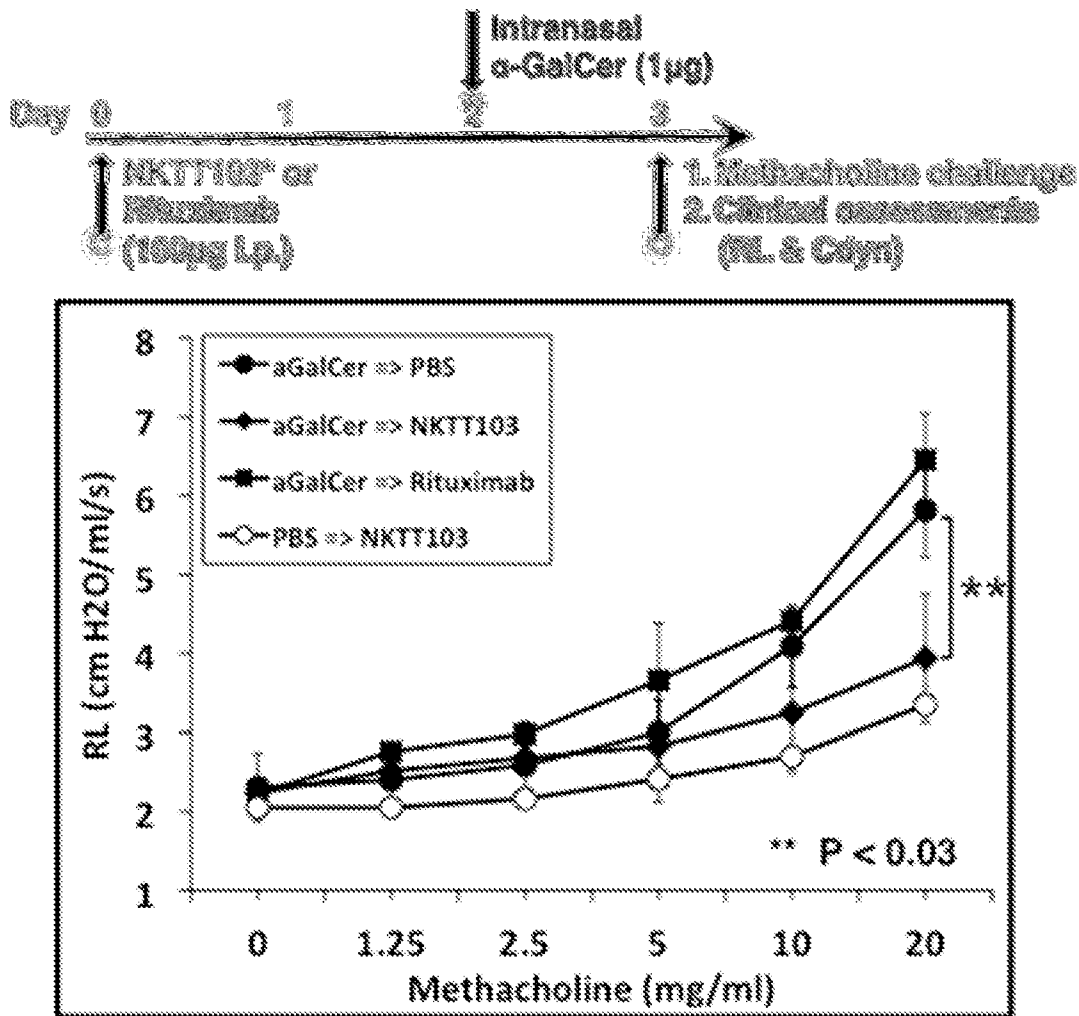 Intranasal
α-GalCer (1µg)
Day 0 1 2 3
NKTT103* or
Rituximab
(100µg i.p.)
1. Methacholine challenge
2. Clinical assessments
(RL & Cdyn)
8
7
6
5
4
3
2
1
RL (cm H2O/ml/s)
aGalCer => PBS
aGalCer => NKTT103
aGalCer => Rituximab
PBS => NKTT103
**
** P < 0.03
0 1.25 2.5 5 10 20
Methacholine (mg/ml)